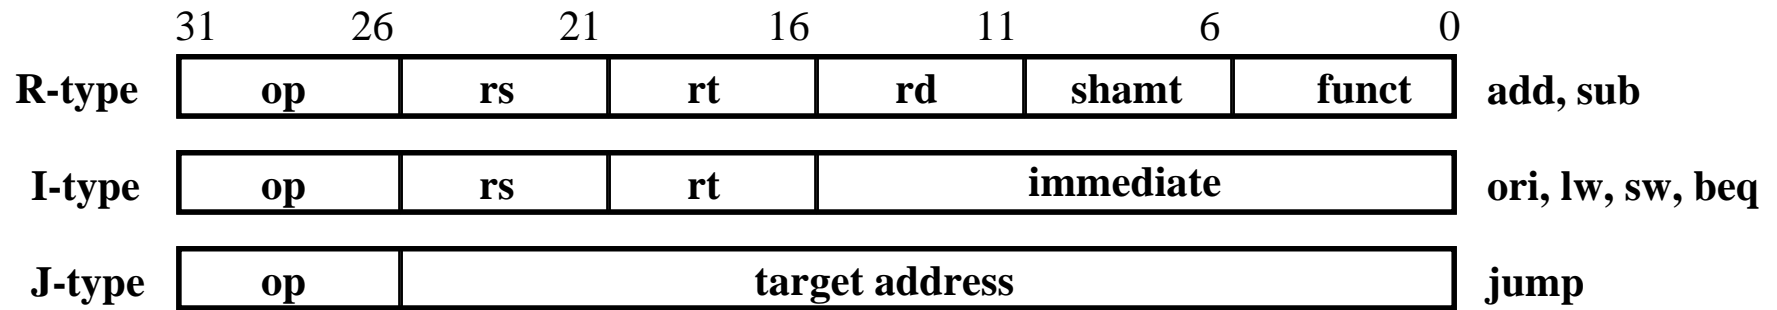 31 26 21 16 11 6 0
R-type op rs rt rd shamt funct add, sub
I-type op rs rt immediate ori, lw, sw, beq
J-type op target address jump